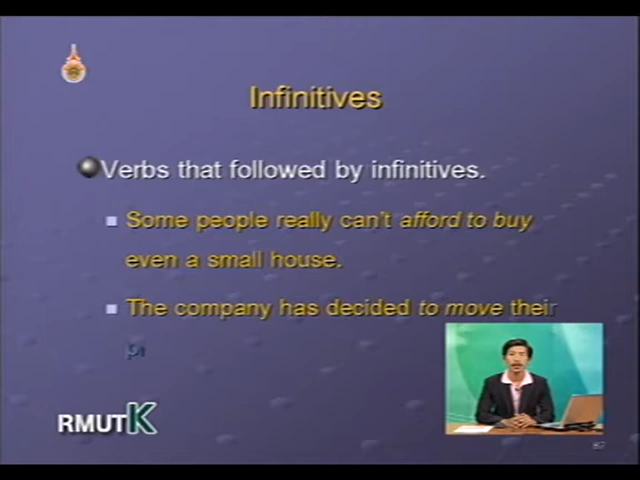 Infinitives
Verbs that followed by infinitives.
Some people really can't afford to buy
even a small house.
The company has decided to move their
RMUTK